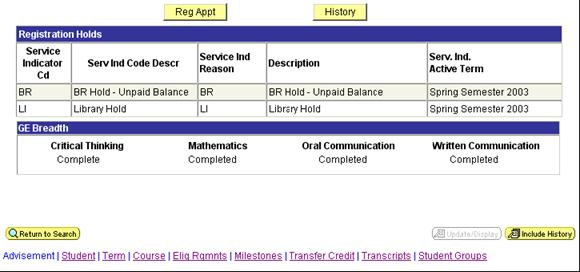 Reg Appt History
Registration Holds
Service Indicator Cd Serv Ind Code Descr Service Ind Reason Description Serv. Ind. Active Term
BR BR Hold - Unpaid Balance BR BR Hold - Unpaid Balance Spring Semester 2003
LI Library Hold LI Library Hold Spring Semester 2003
GE Breadth
Critical Thinking Mathematics Oral Communication Written Communication
Complete Completed Completed Completed
Return to Search Update/Display Include History
Advisement | Student | Term | Course | Elig Rqmnts | Milestones | Transfer Credit | Transcripts | Student Groups